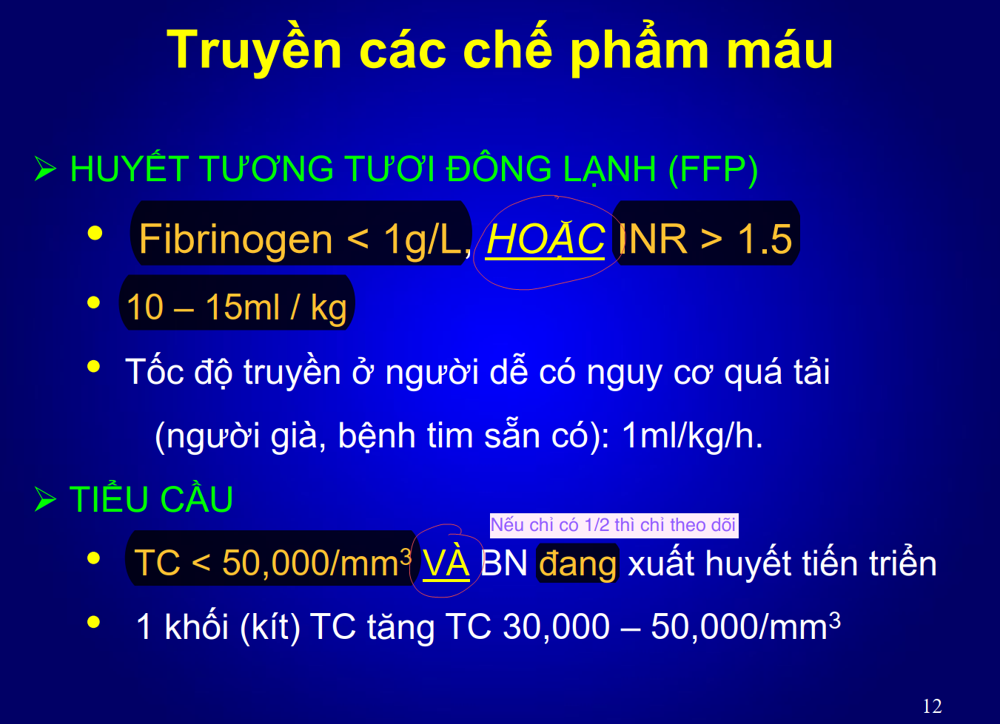 Truyền các chế phẩm máu
HUYẾT TƯƠNG TƯƠI ĐÔNG LẠNH (FFP)
Fibrinogen < 1g/L, HOẶC INR > 1.5
10 – 15ml / kg
Tốc độ truyền ở người dễ có nguy cơ quá tải
(người già, bệnh tim sẵn có): 1ml/kg/h.
TIỂU CẦU
Nếu chỉ có 1/2 thì chỉ theo dõi
TC < 50,000/mm³ VÀ BN đang xuất huyết tiến triển
1 khối (kít) TC tăng TC 30,000 – 50,000/mm³
12